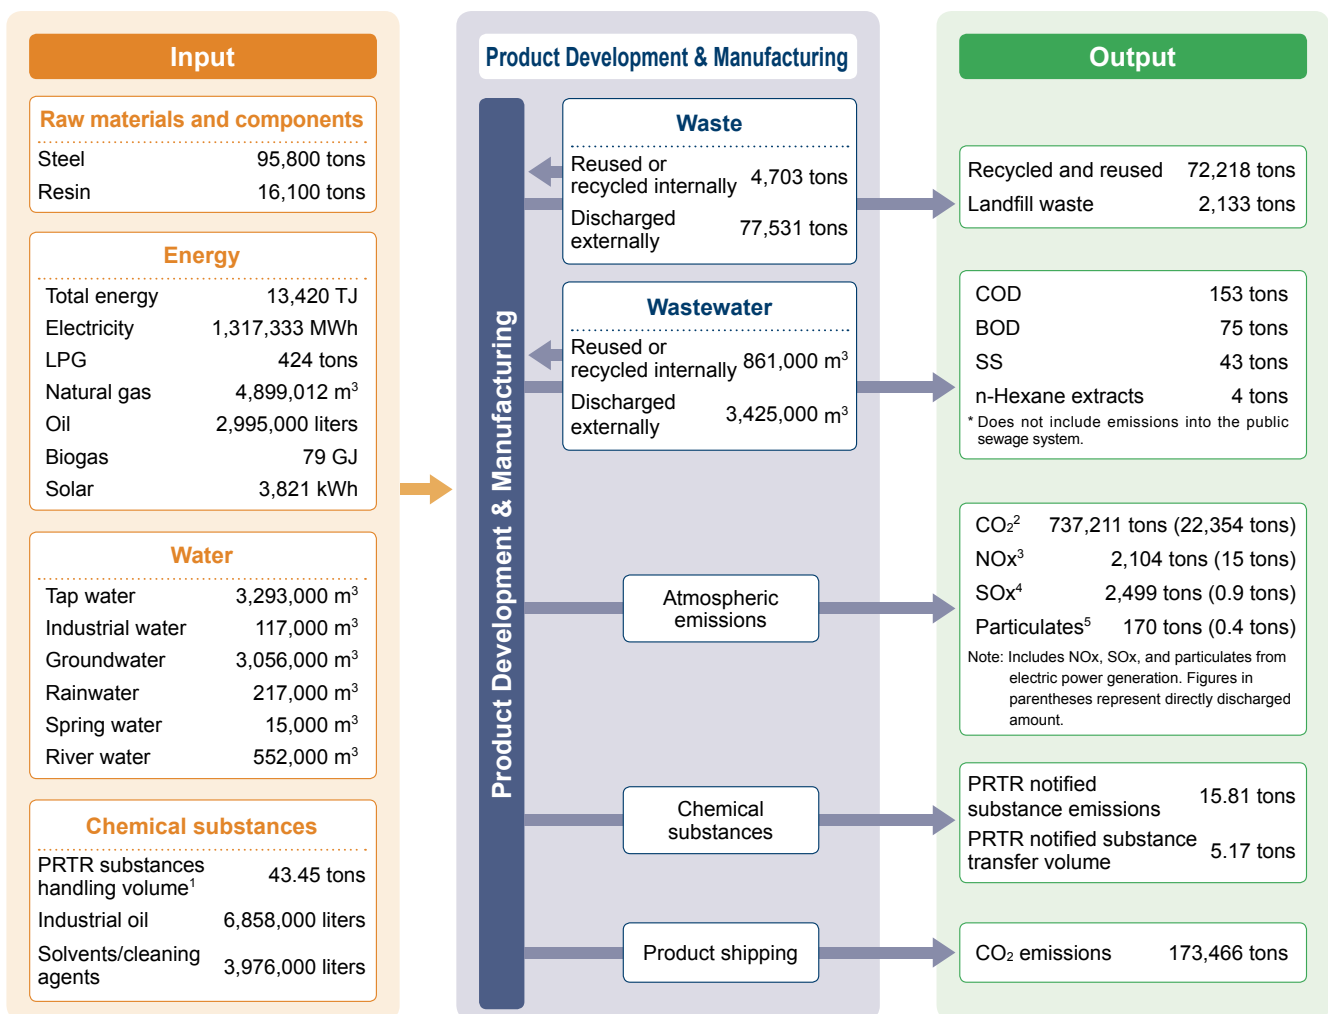 Input
Raw materials and components
Steel 95,800 tons
Resin 16,100 tons
Energy
Total energy 13,420 TJ
Electricity 1,317,333 MWh
LPG 424 tons
Natural gas 4,899,012 m³
Oil 2,995,000 liters
Biogas 79 GJ
Solar 3,821 kWh
Water
Tap water 3,293,000 m³
Industrial water 117,000 m³
Groundwater 3,056,000 m³
Rainwater 217,000 m³
Spring water 15,000 m³
River water 552,000 m³
Chemical substances
PRTR substances
handling volume¹ 43.45 tons
Industrial oil 6,858,000 liters
Solvents/cleaning
agents 3,976,000 liters
Product Development & Manufacturing
Product Development & Manufacturing
Waste
Reused or
recycled internally 4,703 tons
Discharged
externally 77,531 tons
Wastewater
Reused or
recycled internally 861,000 m³
Discharged
externally 3,425,000 m³
Atmospheric
emissions
Chemical
substances
Product shipping
Output
Recycled and reused 72,218 tons
Landfill waste 2,133 tons
COD 153 tons
BOD 75 tons
SS 43 tons
n-Hexane extracts 4 tons
* Does not include emissions into the public
sewage system.
CO₂² 737,211 tons (22,354 tons)
NOx³ 2,104 tons (15 tons)
SOx⁴ 2,499 tons (0.9 tons)
Particulates⁵ 170 tons (0.4 tons)
Note: Includes NOx, SOx, and particulates from
electric power generation. Figures in
parentheses represent directly discharged
amount.
PRTR notified
substance emissions 15.81 tons
PRTR notified substance
transfer volume 5.17 tons
CO₂ emissions 173,466 tons